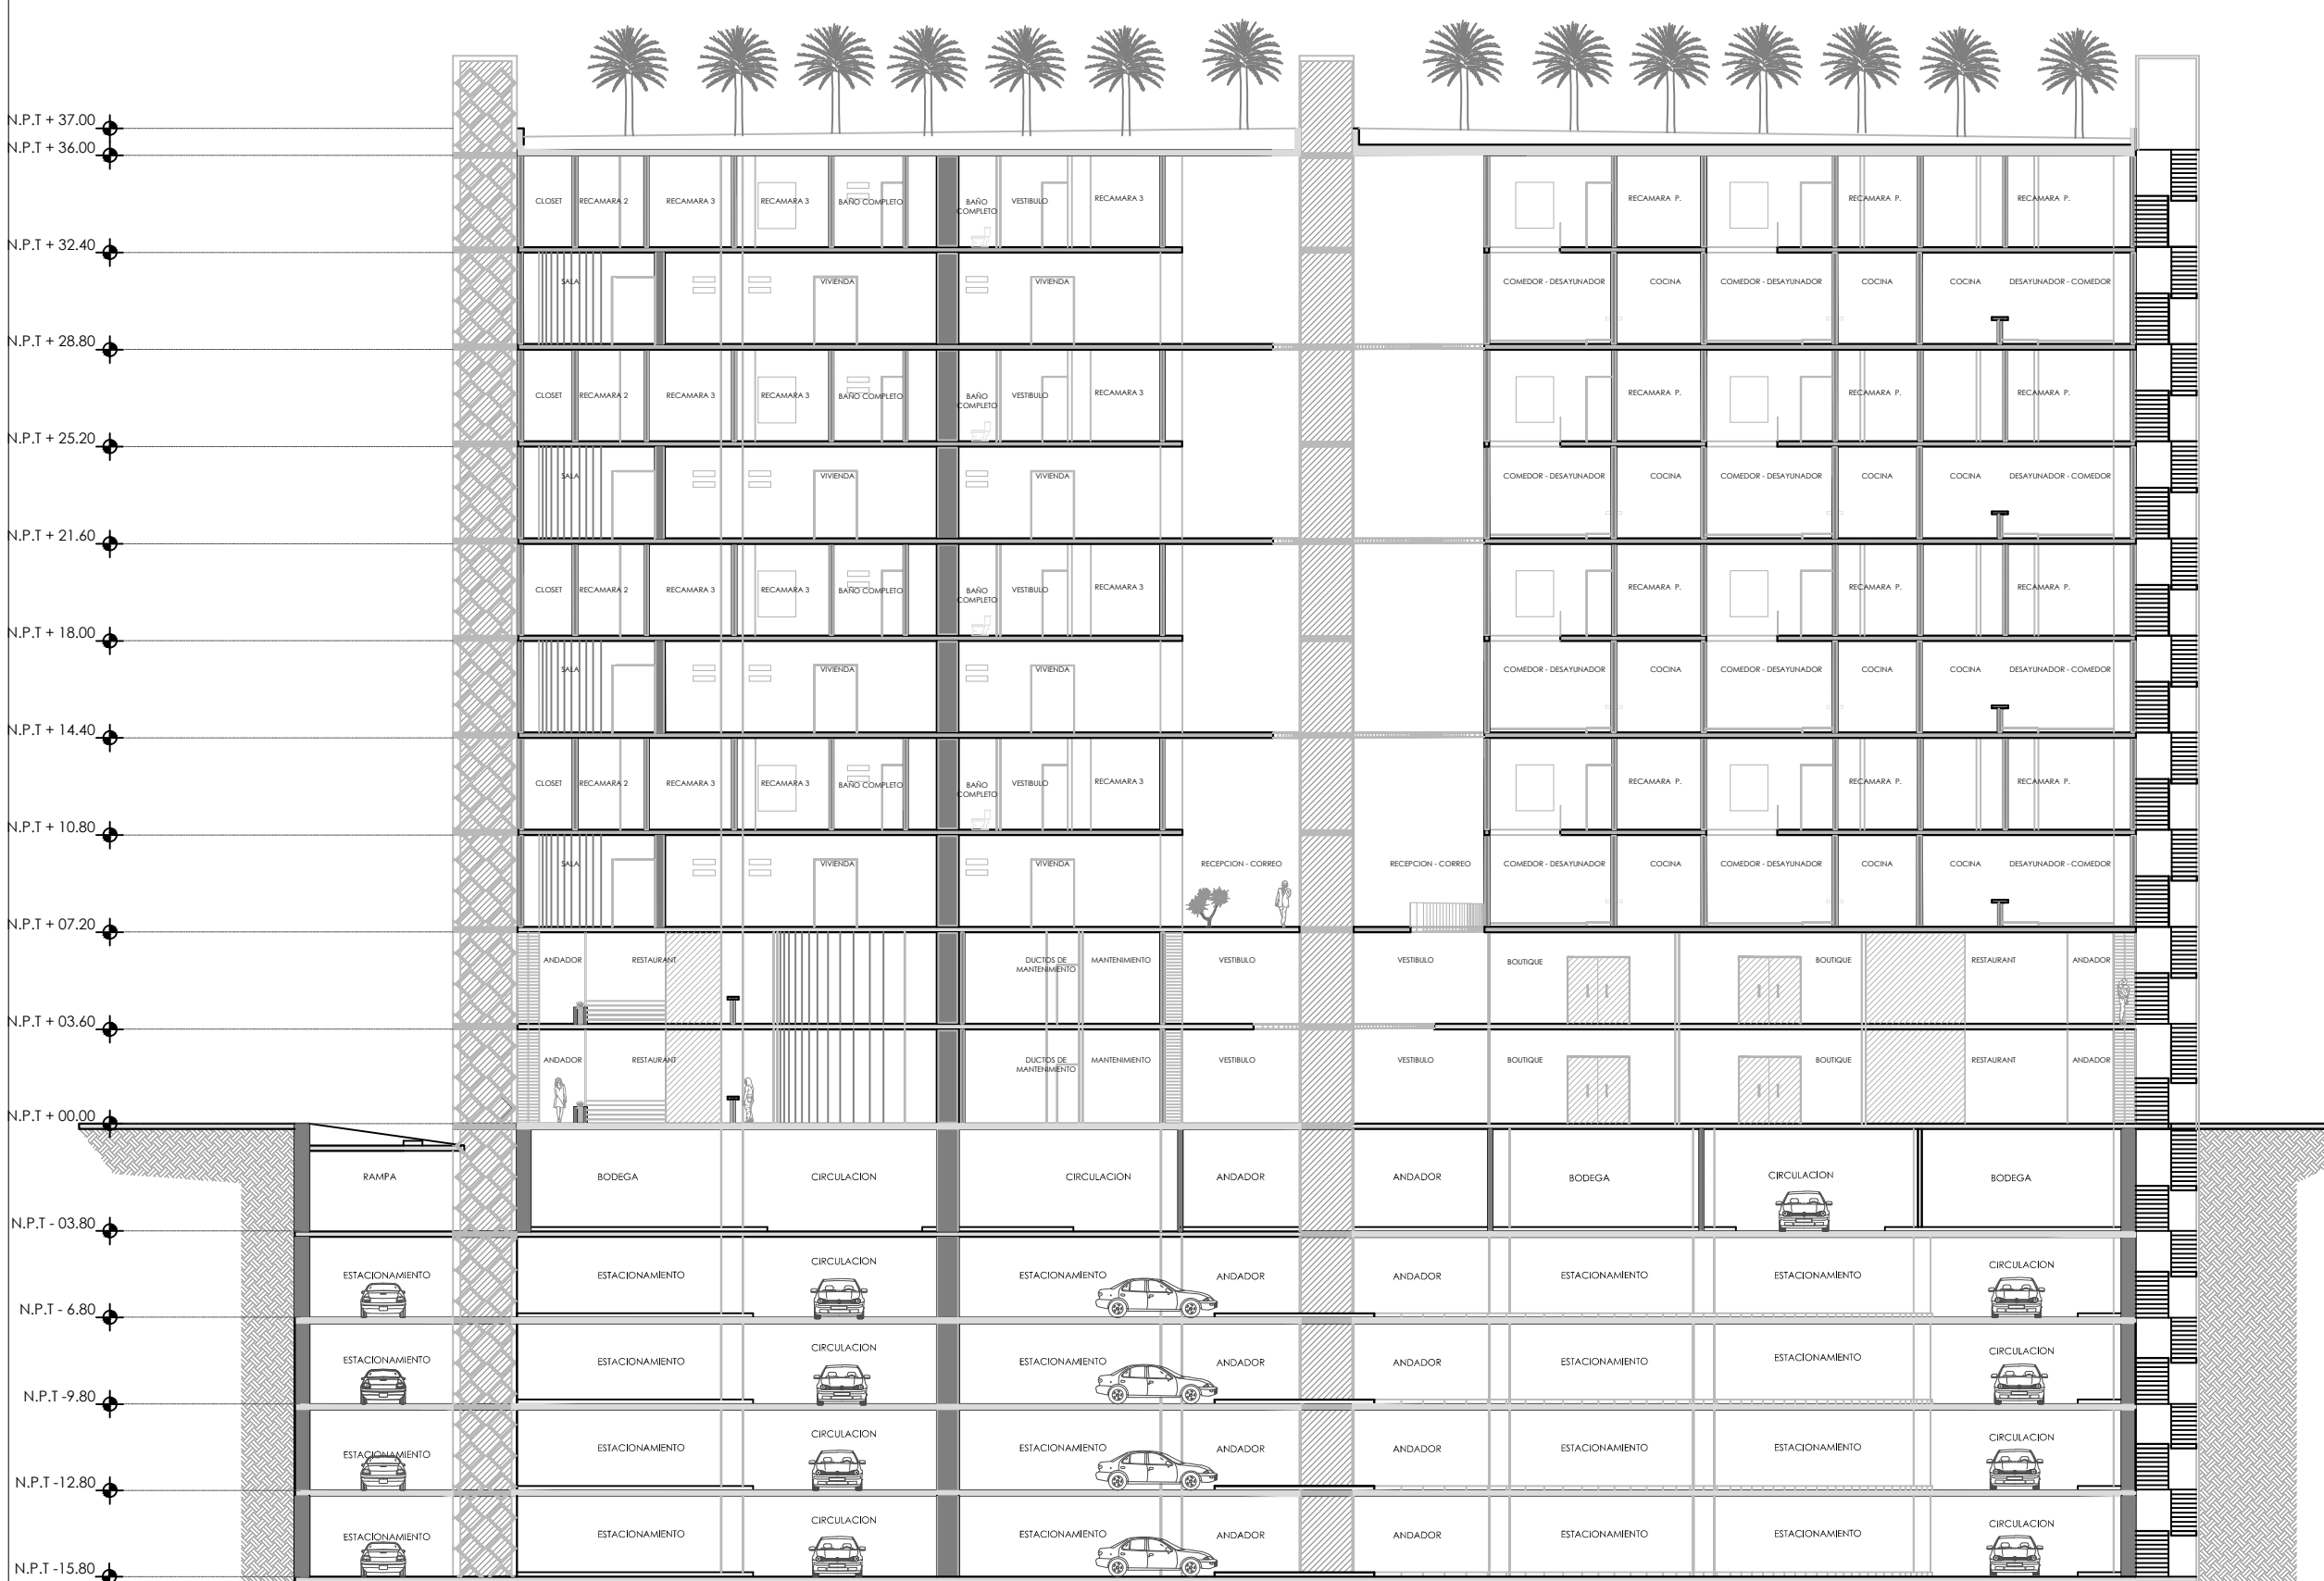 N.P.T + 37.00
N.P.T + 36.00
CLOSET RECAMARA 2 RECAMARA 3 RECAMARA 3 BAÑO COMPLETO BAÑO COMPLETO VESTIBULO RECAMARA 3 RECAMARA P. RECAMARA P. RECAMARA P.
N.P.T + 32.40
SALA VIVIENDA VIVIENDA COMEDOR - DESAYUNADOR COCINA COMEDOR - DESAYUNADOR COCINA COCINA DESAYUNADOR - COMEDOR
N.P.T + 28.80
CLOSET RECAMARA 2 RECAMARA 3 RECAMARA 3 BAÑO COMPLETO BAÑO COMPLETO VESTIBULO RECAMARA 3 RECAMARA P. RECAMARA P. RECAMARA P.
N.P.T + 25.20
SALA VIVIENDA VIVIENDA COMEDOR - DESAYUNADOR COCINA COMEDOR - DESAYUNADOR COCINA COCINA DESAYUNADOR - COMEDOR
N.P.T + 21.60
CLOSET RECAMARA 2 RECAMARA 3 RECAMARA 3 BAÑO COMPLETO BAÑO COMPLETO VESTIBULO RECAMARA 3 RECAMARA P. RECAMARA P. RECAMARA P.
N.P.T + 18.00
SALA VIVIENDA VIVIENDA COMEDOR - DESAYUNADOR COCINA COMEDOR - DESAYUNADOR COCINA COCINA DESAYUNADOR - COMEDOR
N.P.T + 14.40
CLOSET RECAMARA 2 RECAMARA 3 RECAMARA 3 BAÑO COMPLETO BAÑO COMPLETO VESTIBULO RECAMARA 3 RECAMARA P. RECAMARA P. RECAMARA P.
N.P.T + 10.80
SALA VIVIENDA VIVIENDA RECEPCION - CORREO RECEPCION - CORREO COMEDOR - DESAYUNADOR COCINA COMEDOR - DESAYUNADOR COCINA COCINA DESAYUNADOR - COMEDOR
N.P.T + 07.20
ANDADOR RESTAURANT DUCTOS DE MANTENIMIENTO MANTENIMIENTO VESTIBULO VESTIBULO BOUTIQUE BOUTIQUE RESTAURANT ANDADOR
N.P.T + 03.60
ANDADOR RESTAURANT DUCTOS DE MANTENIMIENTO MANTENIMIENTO VESTIBULO VESTIBULO BOUTIQUE BOUTIQUE RESTAURANT ANDADOR
N.P.T + 00.00
RAMPA BODEGA CIRCULACION CIRCULACION ANDADOR ANDADOR BODEGA CIRCULACION BODEGA
N.P.T - 03.80
ESTACIONAMIENTO ESTACIONAMIENTO CIRCULACION ESTACIONAMIENTO ANDADOR ANDADOR ESTACIONAMIENTO ESTACIONAMIENTO CIRCULACION
N.P.T - 6.80
ESTACIONAMIENTO ESTACIONAMIENTO CIRCULACION ESTACIONAMIENTO ANDADOR ANDADOR ESTACIONAMIENTO ESTACIONAMIENTO CIRCULACION
N.P.T -9.80
ESTACIONAMIENTO ESTACIONAMIENTO CIRCULACION ESTACIONAMIENTO ANDADOR ANDADOR ESTACIONAMIENTO ESTACIONAMIENTO CIRCULACION
N.P.T -12.80
ESTACIONAMIENTO ESTACIONAMIENTO CIRCULACION ESTACIONAMIENTO ANDADOR ANDADOR ESTACIONAMIENTO ESTACIONAMIENTO CIRCULACION
N.P.T -15.80